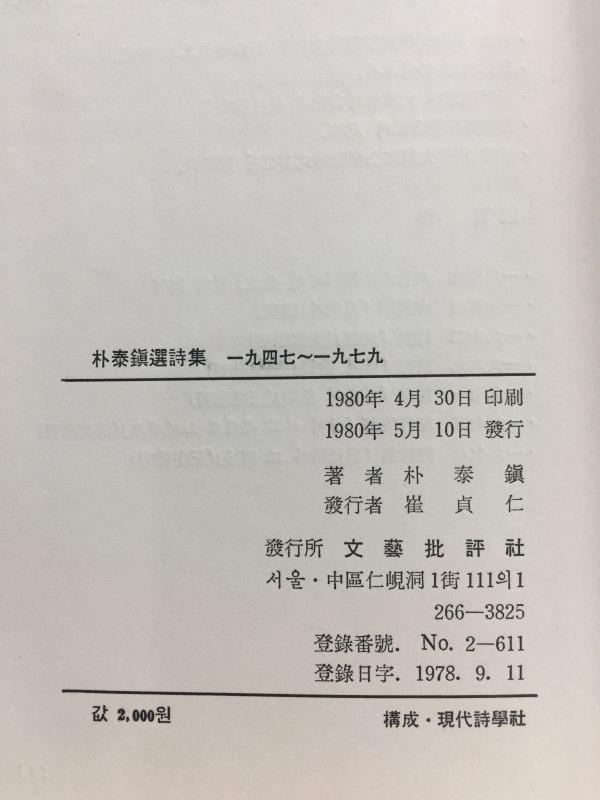 朴泰鎭選詩集 一九四七～一九七九
1980年 4月 30日 印刷
1980年 5月 10日 發行
著者 朴泰鎭
發行者 崔貞仁
發行所 文藝批評社
서울·中區仁峴洞1街 111의1
266—3825
登錄番號. No. 2—611
登錄日字. 1978. 9. 11
값 2,000원
構成·現代詩學社